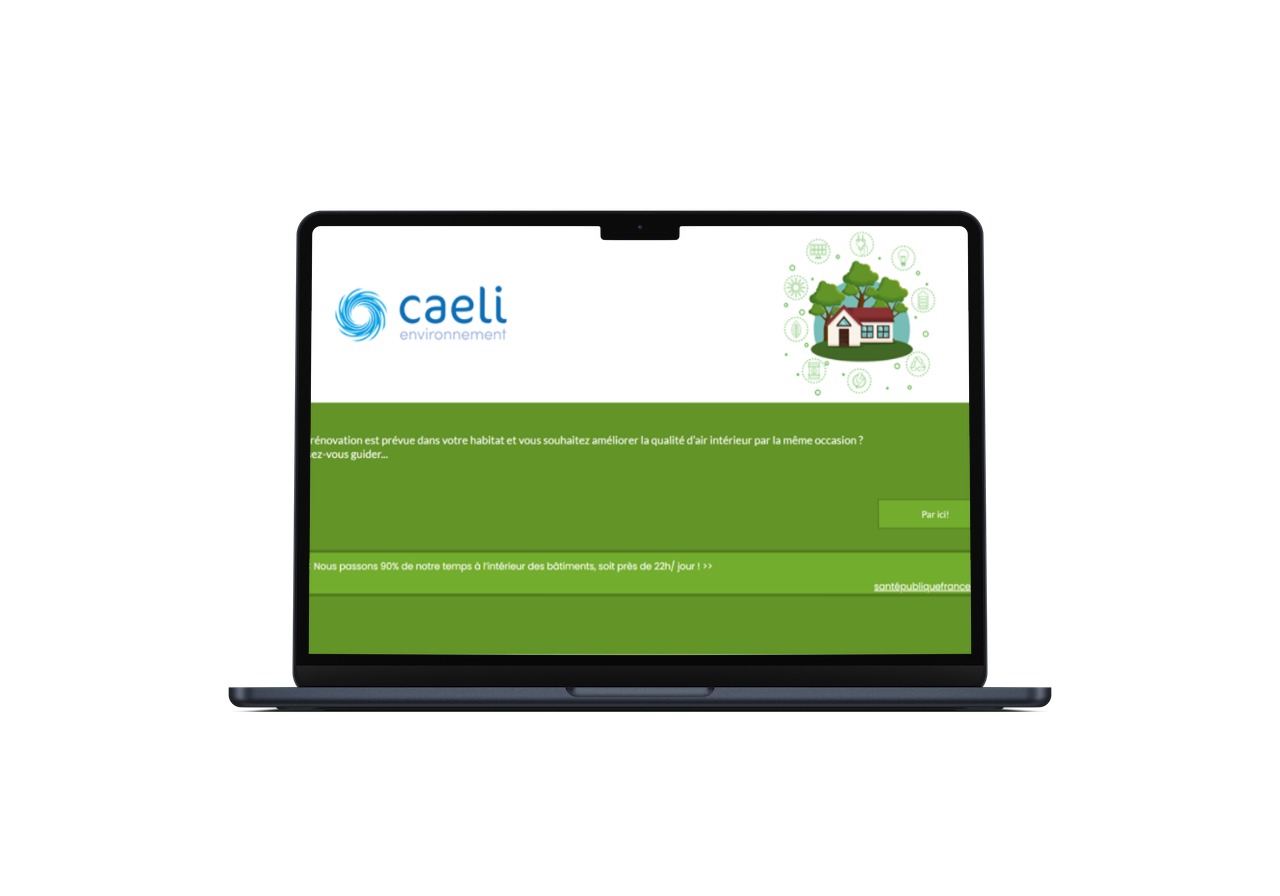 caeli
environnement
rénovation est prévue dans votre habitat et vous souhaitez améliorer la qualité d'air intérieur par la même occasion ?
ez-vous guider...
Par ici!
Nous passons 90% de notre temps à l'intérieur des bâtiments, soit près de 22h/ jour ! >>
santépubliquefrance